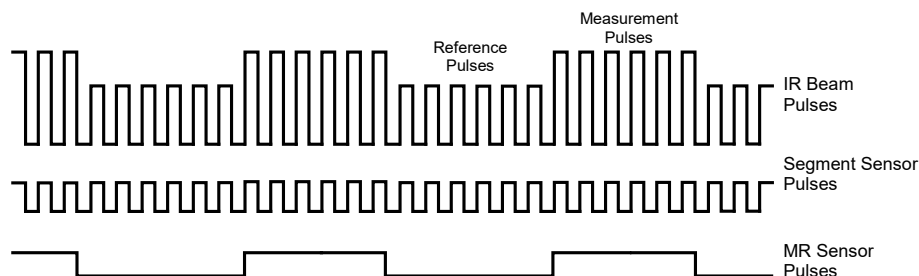 Measurement
Pulses
Reference
Pulses
IR Beam
Pulses
Segment Sensor
Pulses
MR Sensor
Pulses